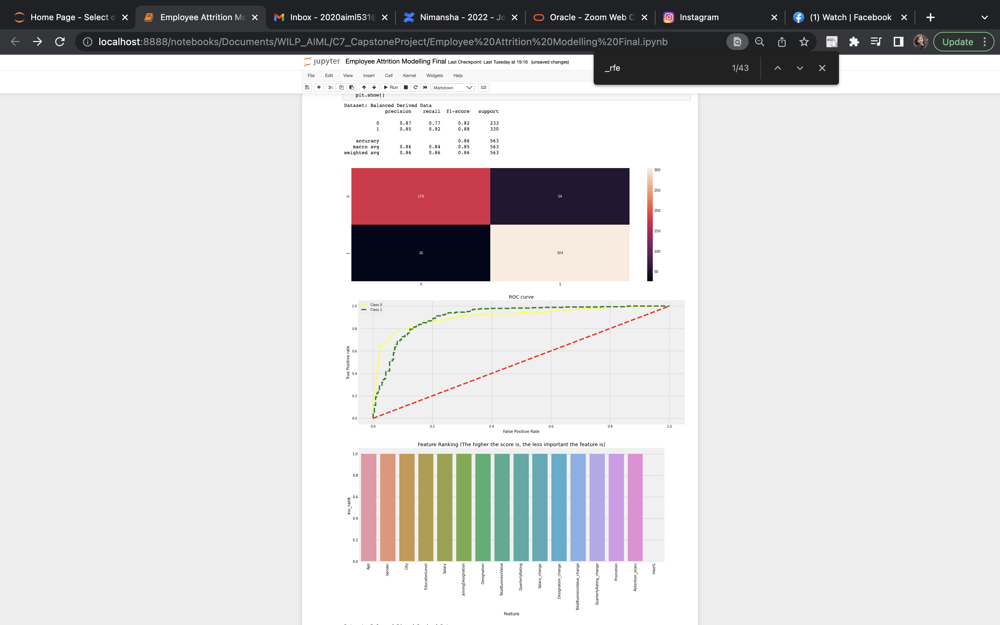 Home Page - Select o
Employee Attrition Mo
Inbox - 2020aiml531@
Nimansha - 2022 - Jo
Oracle - Zoom Web C
Instagram
(1) Watch | Facebook
localhost:8888/notebooks/Documents/WILP_AIML/C7_CapstoneProject/Employee%20Attrition%20Modelling%20Final.ipynb
Update
_rfe 1/43
jupyter Employee Attrition Modelling Final Last Checkpoint: Last Tuesday at 19:16 (unsaved changes)
File Edit View Insert Cell Kernel Widgets Help
Run Markdown
plt.show()
Dataset: Balanced Derived Data
precision recall f1-score support
0 0.87 0.77 0.82 233
1 0.85 0.92 0.88 330
accuracy 0.86 563
macro avg 0.86 0.84 0.85 563
weighted avg 0.86 0.86 0.86 563
0
179
54
1
26
304
0 1
300
250
200
150
100
50
ROC curve
Class 0
Class 1
1.0
0.8
0.6
0.4
0.2
0.0
True Positive rate
0.0 0.2 0.4 0.6 0.8 1.0
False Positive Rate
Feature Ranking (The higher the score is, the less important the feature is)
1.0
0.8
0.6
0.4
0.2
0.0
inv_rank
Age
Gender
City
EducationLevel
Salary
JoiningDesignation
Designation
TotalBusinessValue
QuarterlyRating
Salary_change
Designation_change
TotalBusinessValue_change
QuarterlyRating_change
Promotion
Retention_years
Hike%
Feature